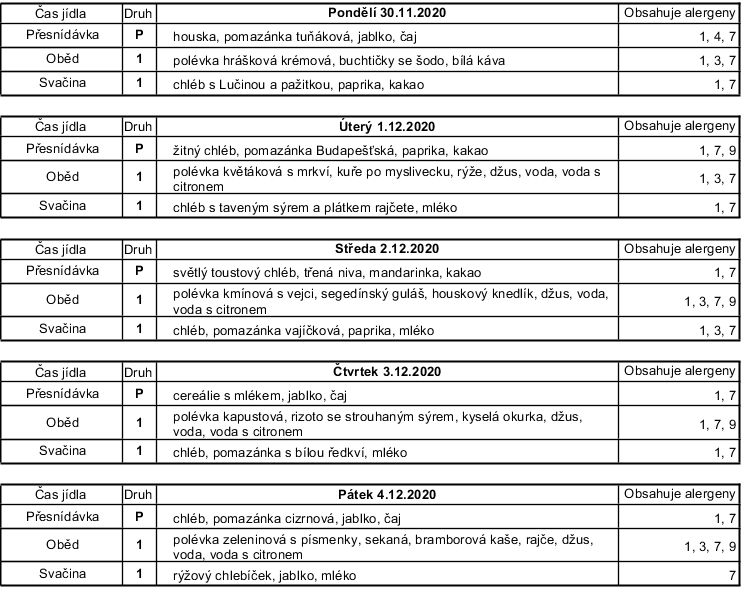 Čas jídla Druh Pondělí 30.11.2020 Obsahuje alergeny
Přesnídávka P houska, pomazánka tuňáková, jablko, čaj 1, 4, 7
Oběd 1 polévka hrášková krémová, buchtičky se šodo, bílá káva 1, 3, 7
Svačina 1 chléb s Lučinou a pažitkou, paprika, kakao 1, 7
Čas jídla Druh Úterý 1.12.2020 Obsahuje alergeny
Přesnídávka P žitný chléb, pomazánka Budapešťská, paprika, kakao 1, 7, 9
Oběd 1 polévka květáková s mrkví, kuře po myslivecku, rýže, džus, voda, voda s
citronem 1, 3, 7
Svačina 1 chléb s taveným sýrem a plátkem rajčete, mléko 1, 7
Čas jídla Druh Středa 2.12.2020 Obsahuje alergeny
Přesnídávka P světlý toustový chléb, třená niva, mandarinka, kakao 1, 7
Oběd 1 polévka kmínová s vejci, segedínský guláš, houskový knedlík, džus, voda,
voda s citronem 1, 3, 7, 9
Svačina 1 chléb, pomazánka vajíčková, paprika, mléko 1, 3, 7
Čas jídla Druh Čtvrtek 3.12.2020 Obsahuje alergeny
Přesnídávka P cereálie s mlékem, jablko, čaj 1, 7
Oběd 1 polévka kapustová, rizoto se strouhaným sýrem, kyselá okurka, džus,
voda, voda s citronem 1, 7, 9
Svačina 1 chléb, pomazánka s bílou ředkví, mléko 1, 7
Čas jídla Druh Pátek 4.12.2020 Obsahuje alergeny
Přesnídávka P chléb, pomazánka cizrnová, jablko, čaj 1, 7
Oběd 1 polévka zeleninová s písmenky, sekaná, bramborová kaše, rajče, džus,
voda, voda s citronem 1, 3, 7, 9
Svačina 1 rýžový chlebíček, jablko, mléko 7